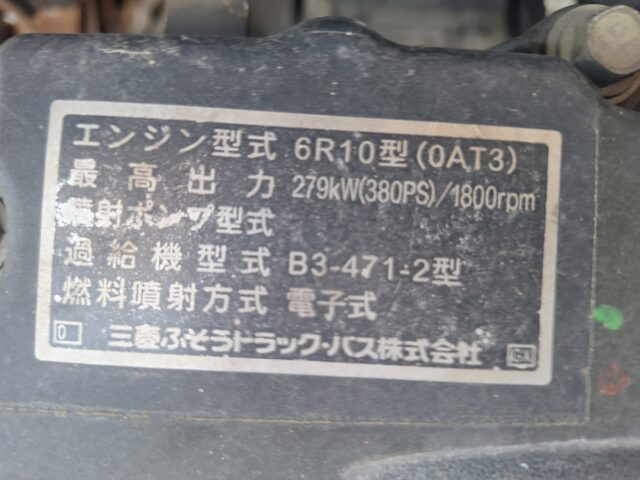 エンジン型式 6R10型(0AT3)
最高出力 279kW(380PS)/1800rpm
噴射ポンプ型式
過給機型式 B3-471-2型
燃料噴射方式 電子式
0 三菱ふそうトラック・バス株式会社 GX